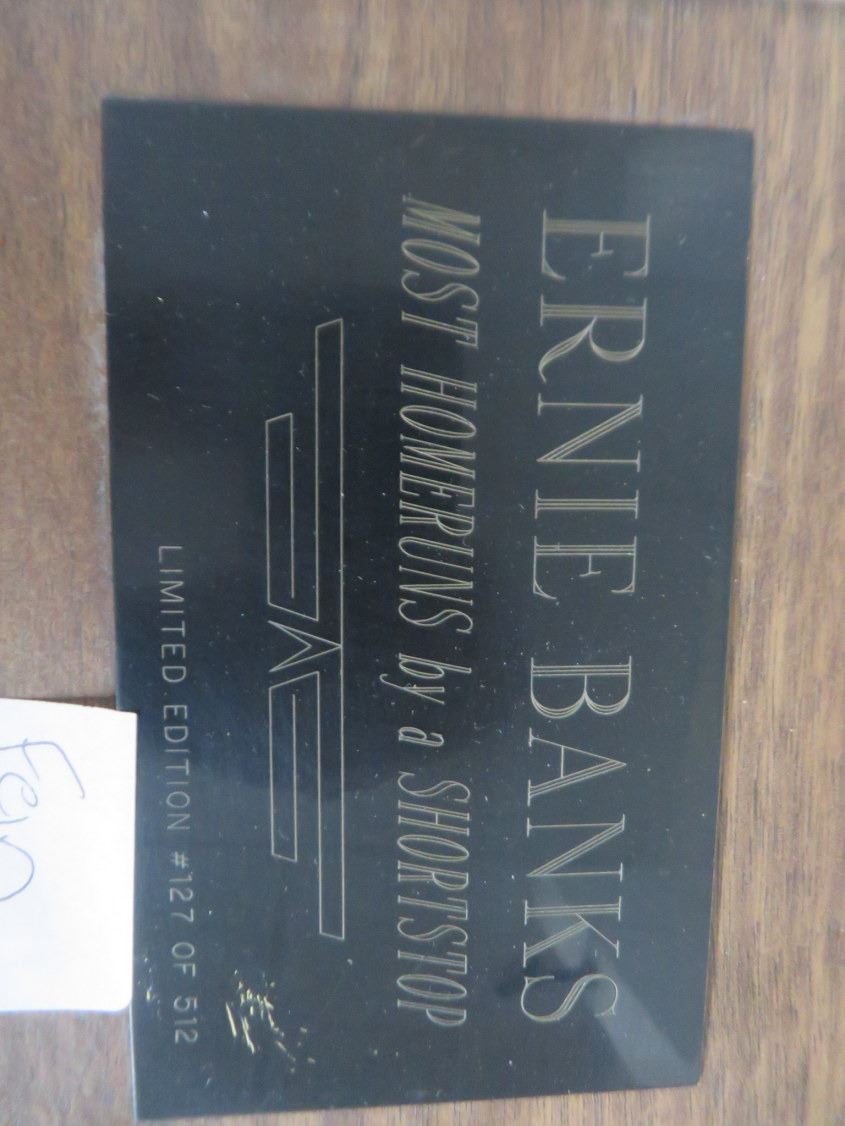 ERNIE BANKS
MOST HOMERUNS by a SHORTSTOP
LIMITED EDITION #127 OF 512